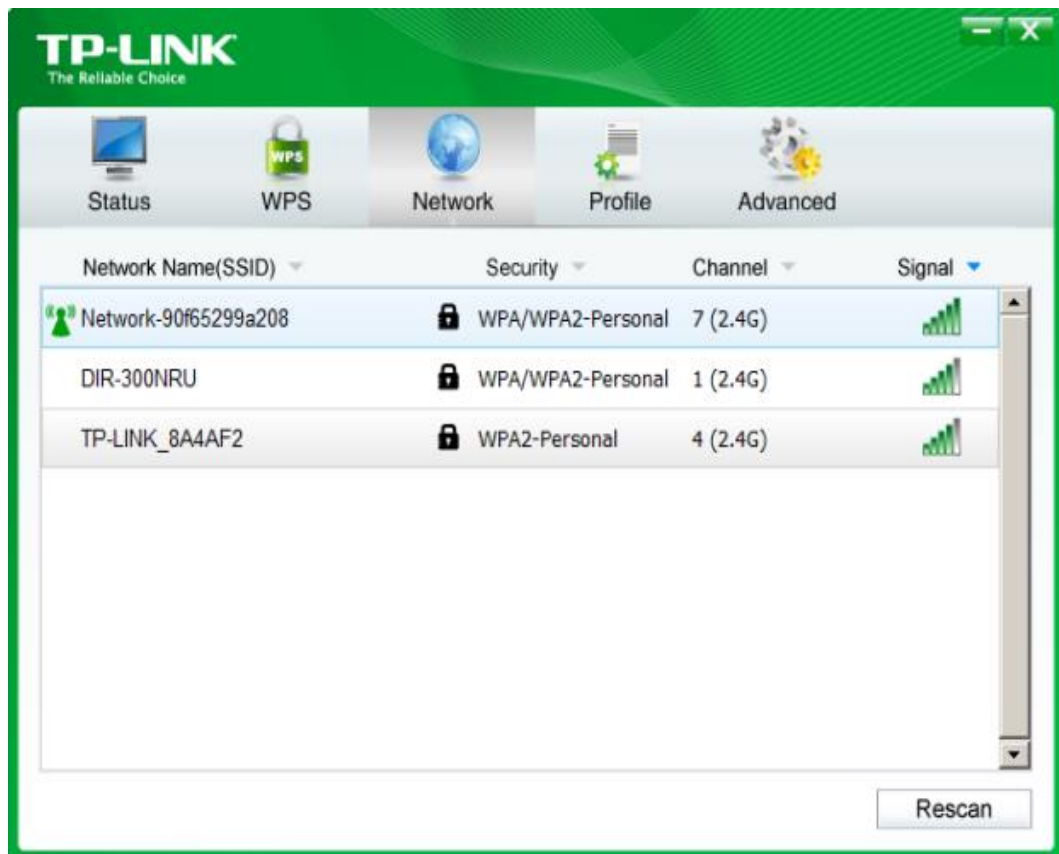 TP-LINK
The Reliable Choice
WPS
Status WPS Network Profile Advanced
Network Name(SSID) Security Channel Signal
Network-90f65299a208 WPA/WPA2-Personal 7 (2.4G)
DIR-300NRU WPA/WPA2-Personal 1 (2.4G)
TP-LINK_8A4AF2 WPA2-Personal 4 (2.4G)
Rescan